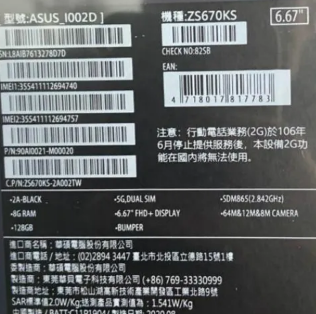 型號:ASUS_I002D
機種:ZS670KS
6.67"
SN:L8AIB7613278D7D
CHECK NO:82SB
IMEI1:355411112694740
EAN:
4 718017 817783
IMEI2:355411112694757
注意: 行動電話業務(2G)於106年
6月停止提供服務後,本設備2G功
能在國內將無法使用。
P/N:90AI0021-M00020
C.P/N:ZS670KS-2A002TW
•2A-BLACK
•5G,DUAL SIM
•SDM865(2.842GHz)
•8G RAM
•6.67" FHD+ DISPLAY
•64M&12M&8M CAMERA
•128GB
•BUMPER
進口商名稱: 華碩電腦股份有限公司
進口商電話/地址: (02)2894 3447 臺北市北投區立德路15號1樓
委製造商: 華碩電腦股份有限公司
製造商: 東莞華貝電子科技有限公司 (+86) 769-33330999
製造商地址: 東莞市松山湖高新技術產業開發區工業北路9號
SAR標準值2.0W/Kg;送測產品實測值為: 1.541W/Kg